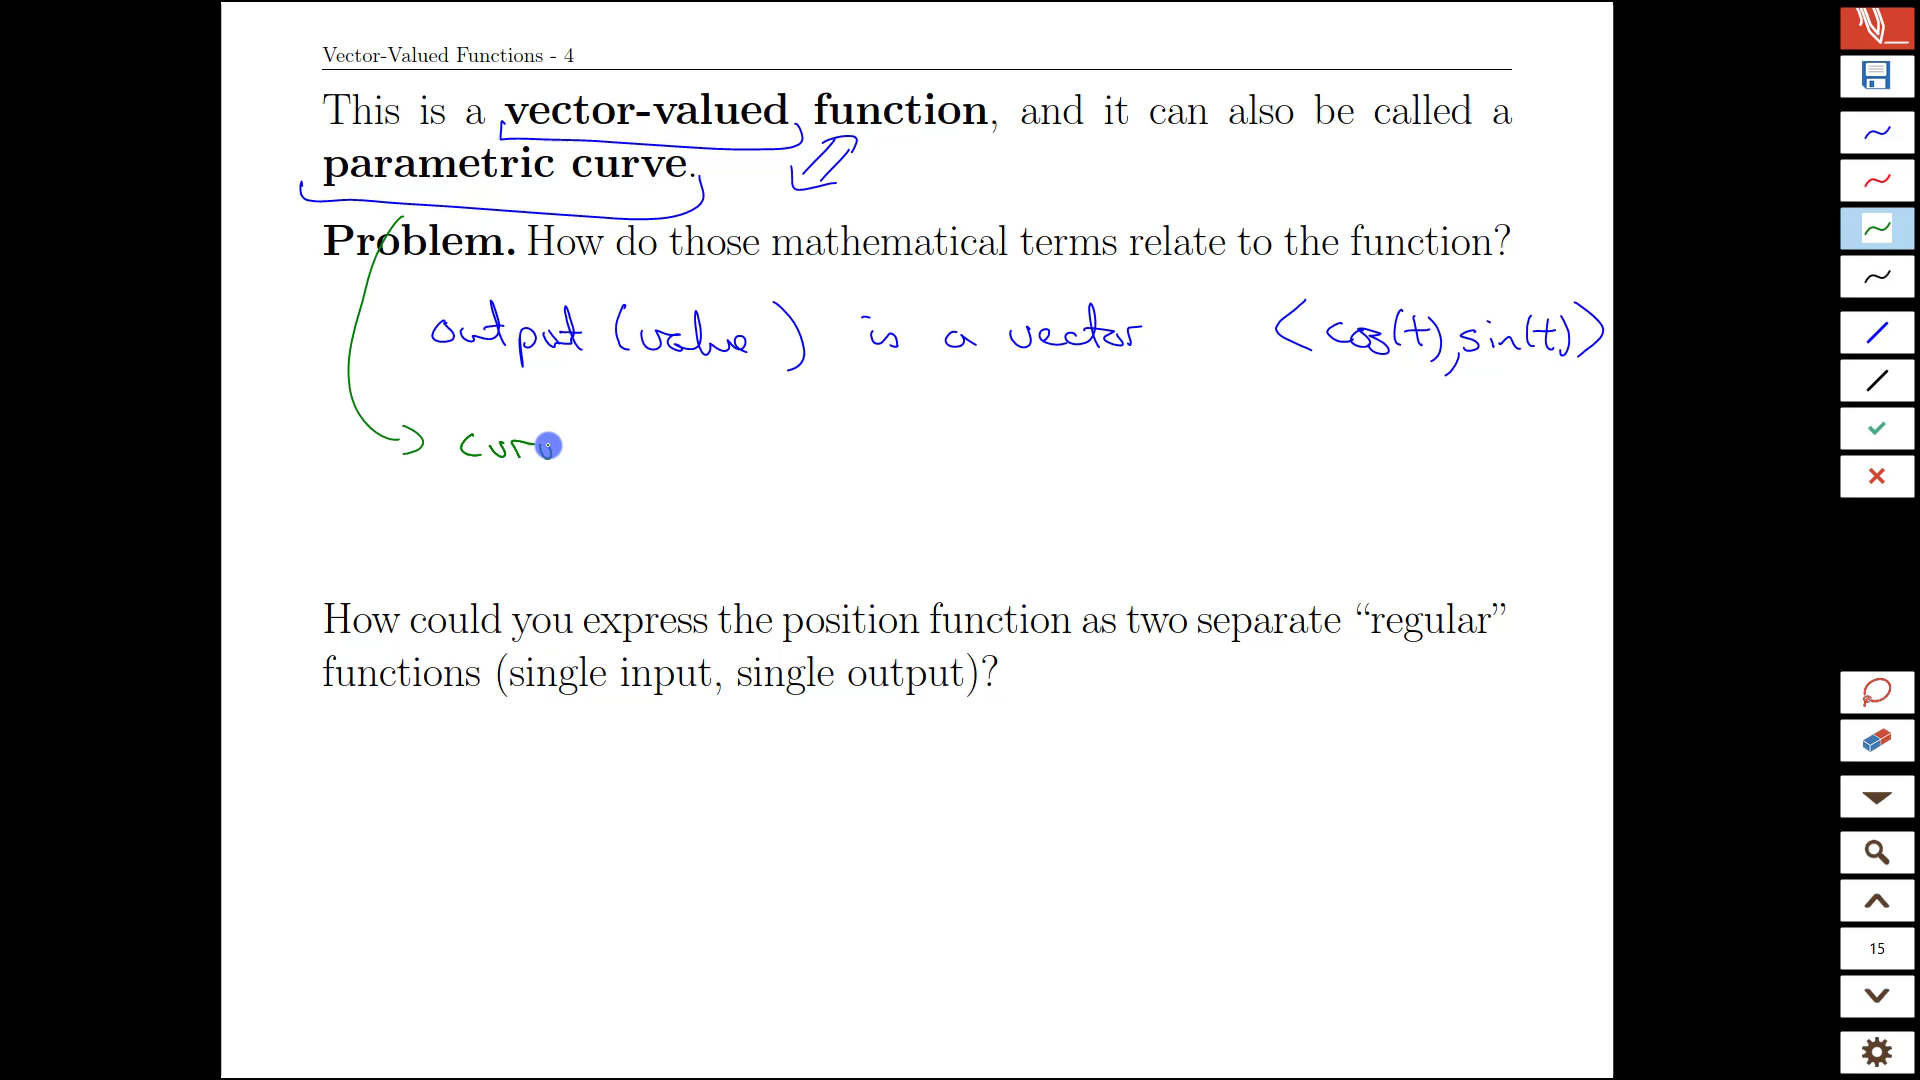 Vector-Valued Functions - 4
This is a vector-valued function, and it can also be called a
parametric curve.
Problem. How do those mathematical terms relate to the function?
output (value) is a vector <cos(t), sin(t)>
curv
How could you express the position function as two separate “regular”
functions (single input, single output)?
15